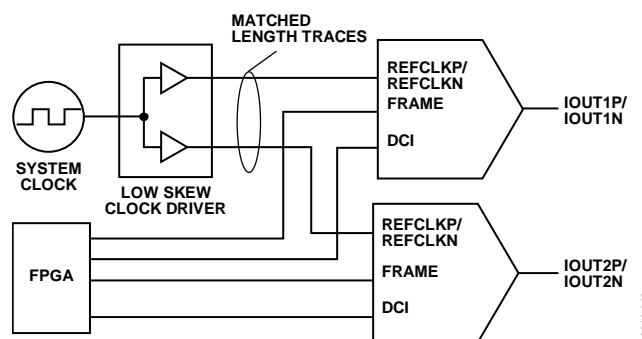 MATCHED
LENGTH TRACES
REFCLKP/
REFCLKN
FRAME
DCI
IOUT1P/
IOUT1N
SYSTEM
CLOCK
LOW SKEW
CLOCK DRIVER
FPGA
REFCLKP/
REFCLKN
FRAME
DCI
IOUT2P/
IOUT2N